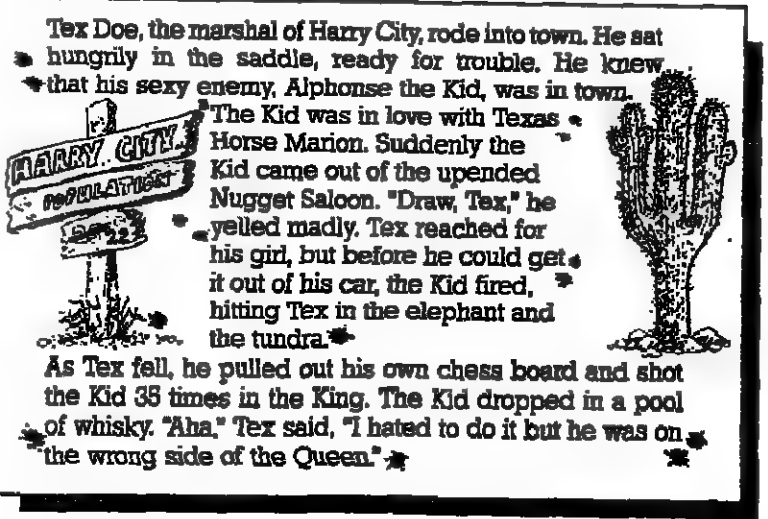 Tex Doe, the marshal of Harry City, rode into town. He sat
hungrily in the saddle, ready for trouble. He knew
that his sexy enemy, Alphonse the Kid, was in town.
The Kid was in love with Texas
Horse Marion. Suddenly the
Kid came out of the upended
Nugget Saloon. "Draw, Tex," he
yelled madly. Tex reached for
his girl, but before he could get
it out of his car, the Kid fired,
hitting Tex in the elephant and
the tundra.
HARRY CITY
POPULATION
22
As Tex fell, he pulled out his own chess board and shot
the Kid 35 times in the King. The Kid dropped in a pool
of whisky. "Aha," Tex said, "I hated to do it but he was on
the wrong side of the Queen."